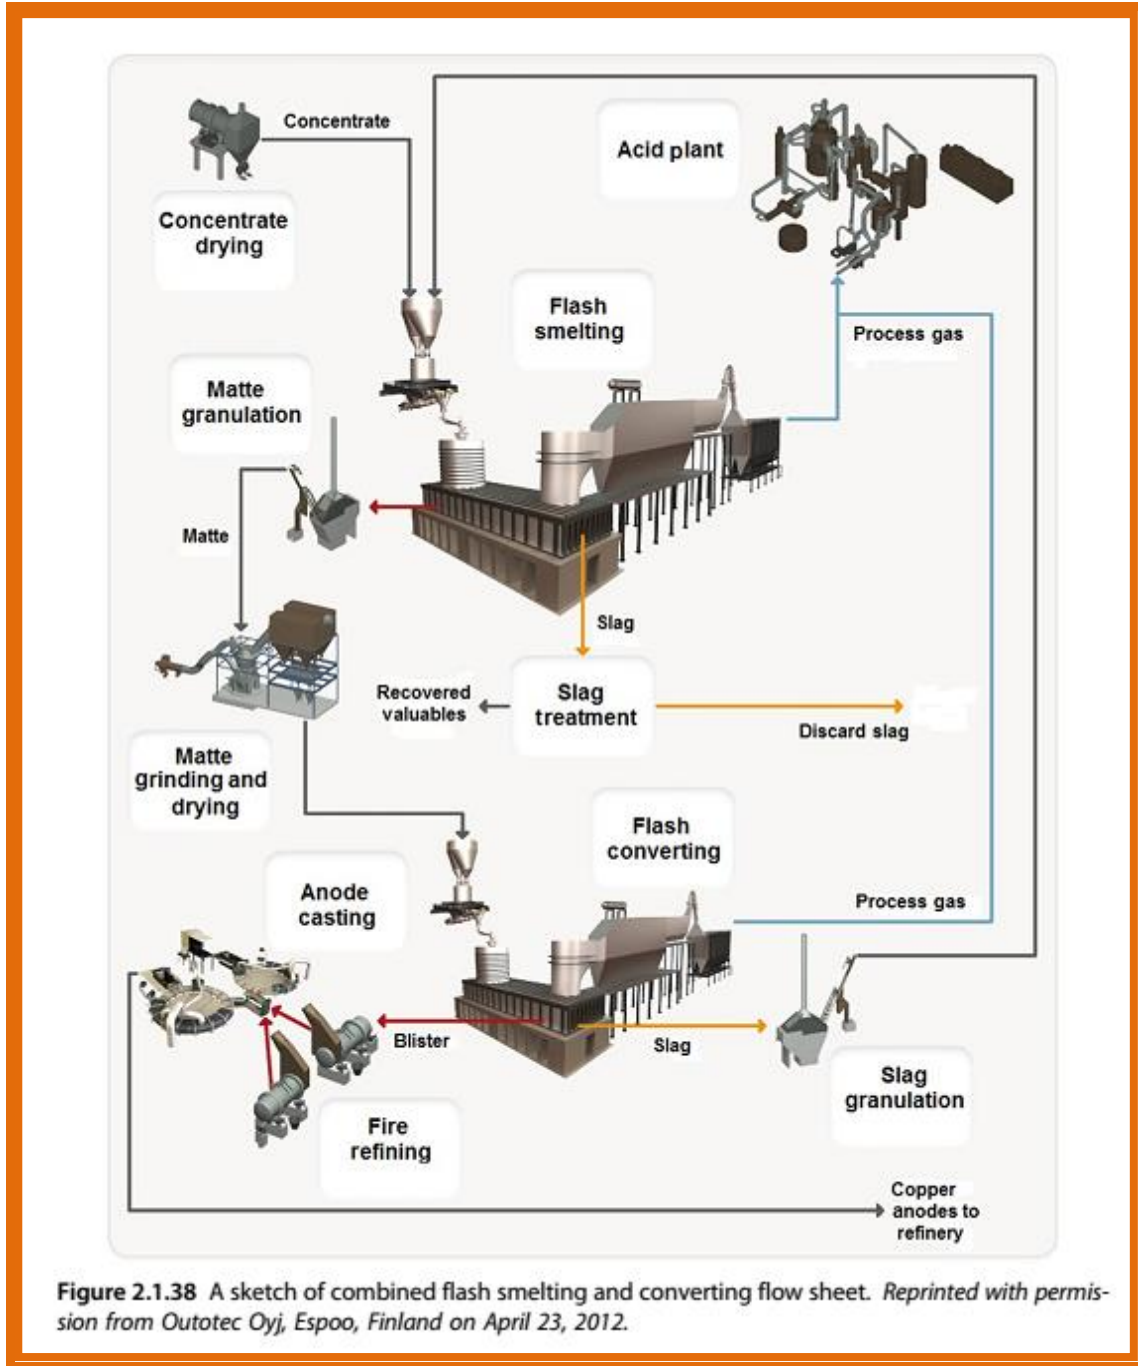 Concentrate
Concentrate
drying
Acid plant
Flash
smelting
Process gas
Matte
granulation
Matte
Slag
Recovered
valuables
Slag
treatment
Discard slag
Matte
grinding and
drying
Flash
converting
Anode
casting
Process gas
Blister
Slag
Slag
granulation
Fire
refining
Copper
anodes to
refinery
Figure 2.1.38 A sketch of combined flash smelting and converting flow sheet. Reprinted with permis-
sion from Outotec Oyj, Espoo, Finland on April 23, 2012.